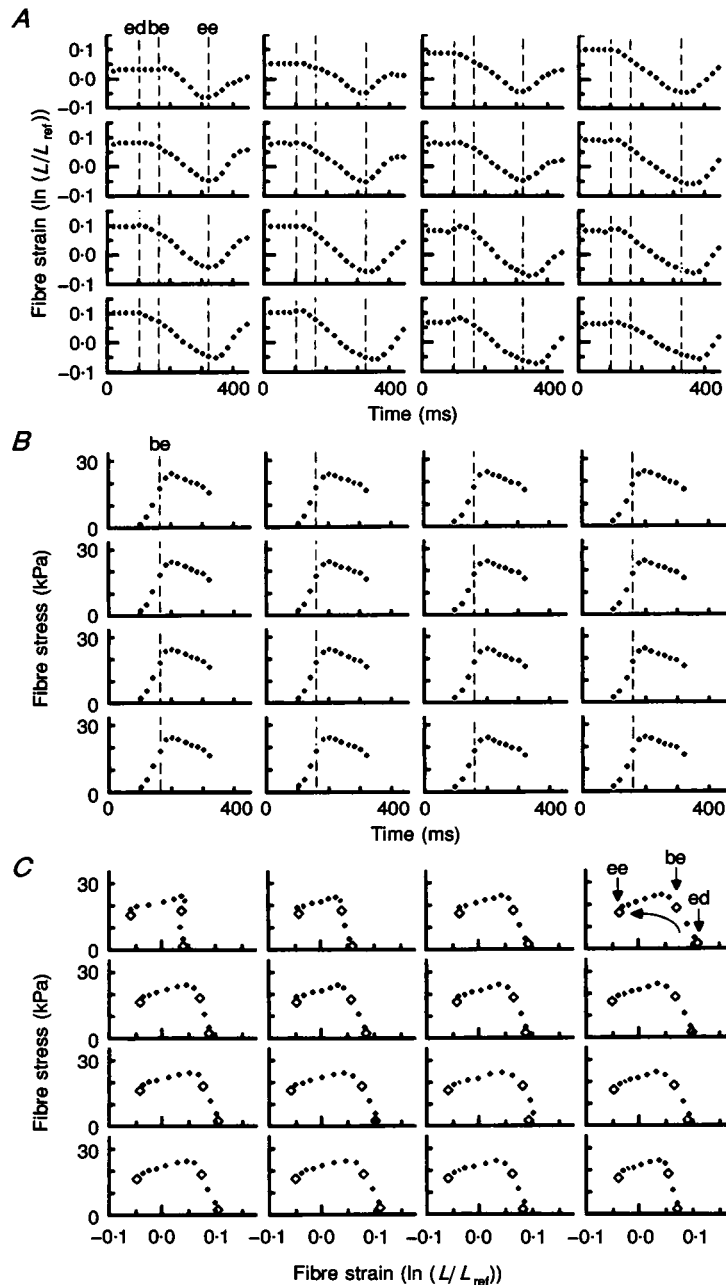 A
ed be ee
0·1
0·0
−0·1
0·1
0·0
−0·1
0·1
0·0
−0·1
0·1
0·0
−0·1
Fibre strain (ln (L/L_ref))
0 400 0 400 0 400 0 400
Time (ms)
B
be
30
0
30
0
30
0
30
0
Fibre stress (kPa)
0 400 0 400 0 400 0 400
Time (ms)
C
ee be ed
30
0
30
0
30
0
30
0
Fibre stress (kPa)
−0·1 0·0 0·1 −0·1 0·0 0·1 −0·1 0·0 0·1 −0·1 0·0 0·1
Fibre strain (ln (L/L_ref))